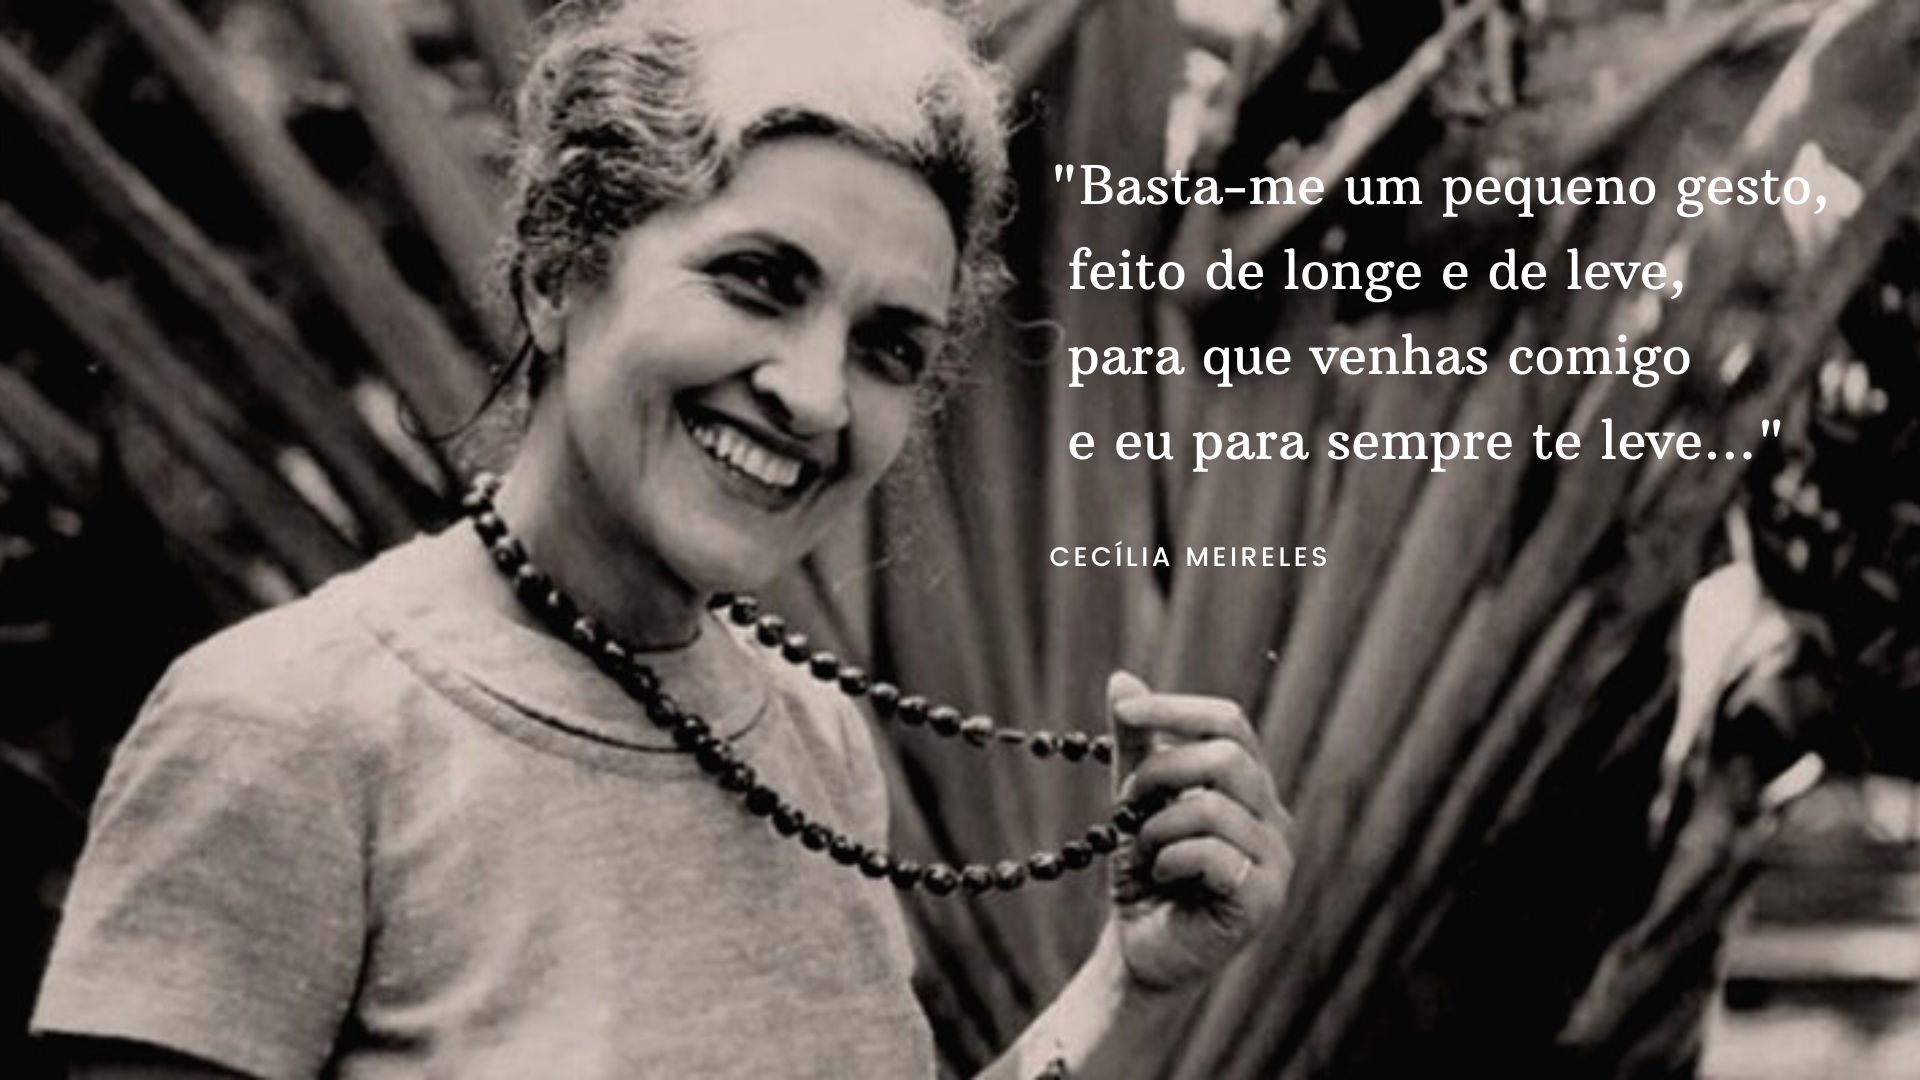 "Basta-me um pequeno gesto,
feito de longe e de leve,
para que venhas comigo
e eu para sempre te leve..."
CECÍLIA MEIRELES